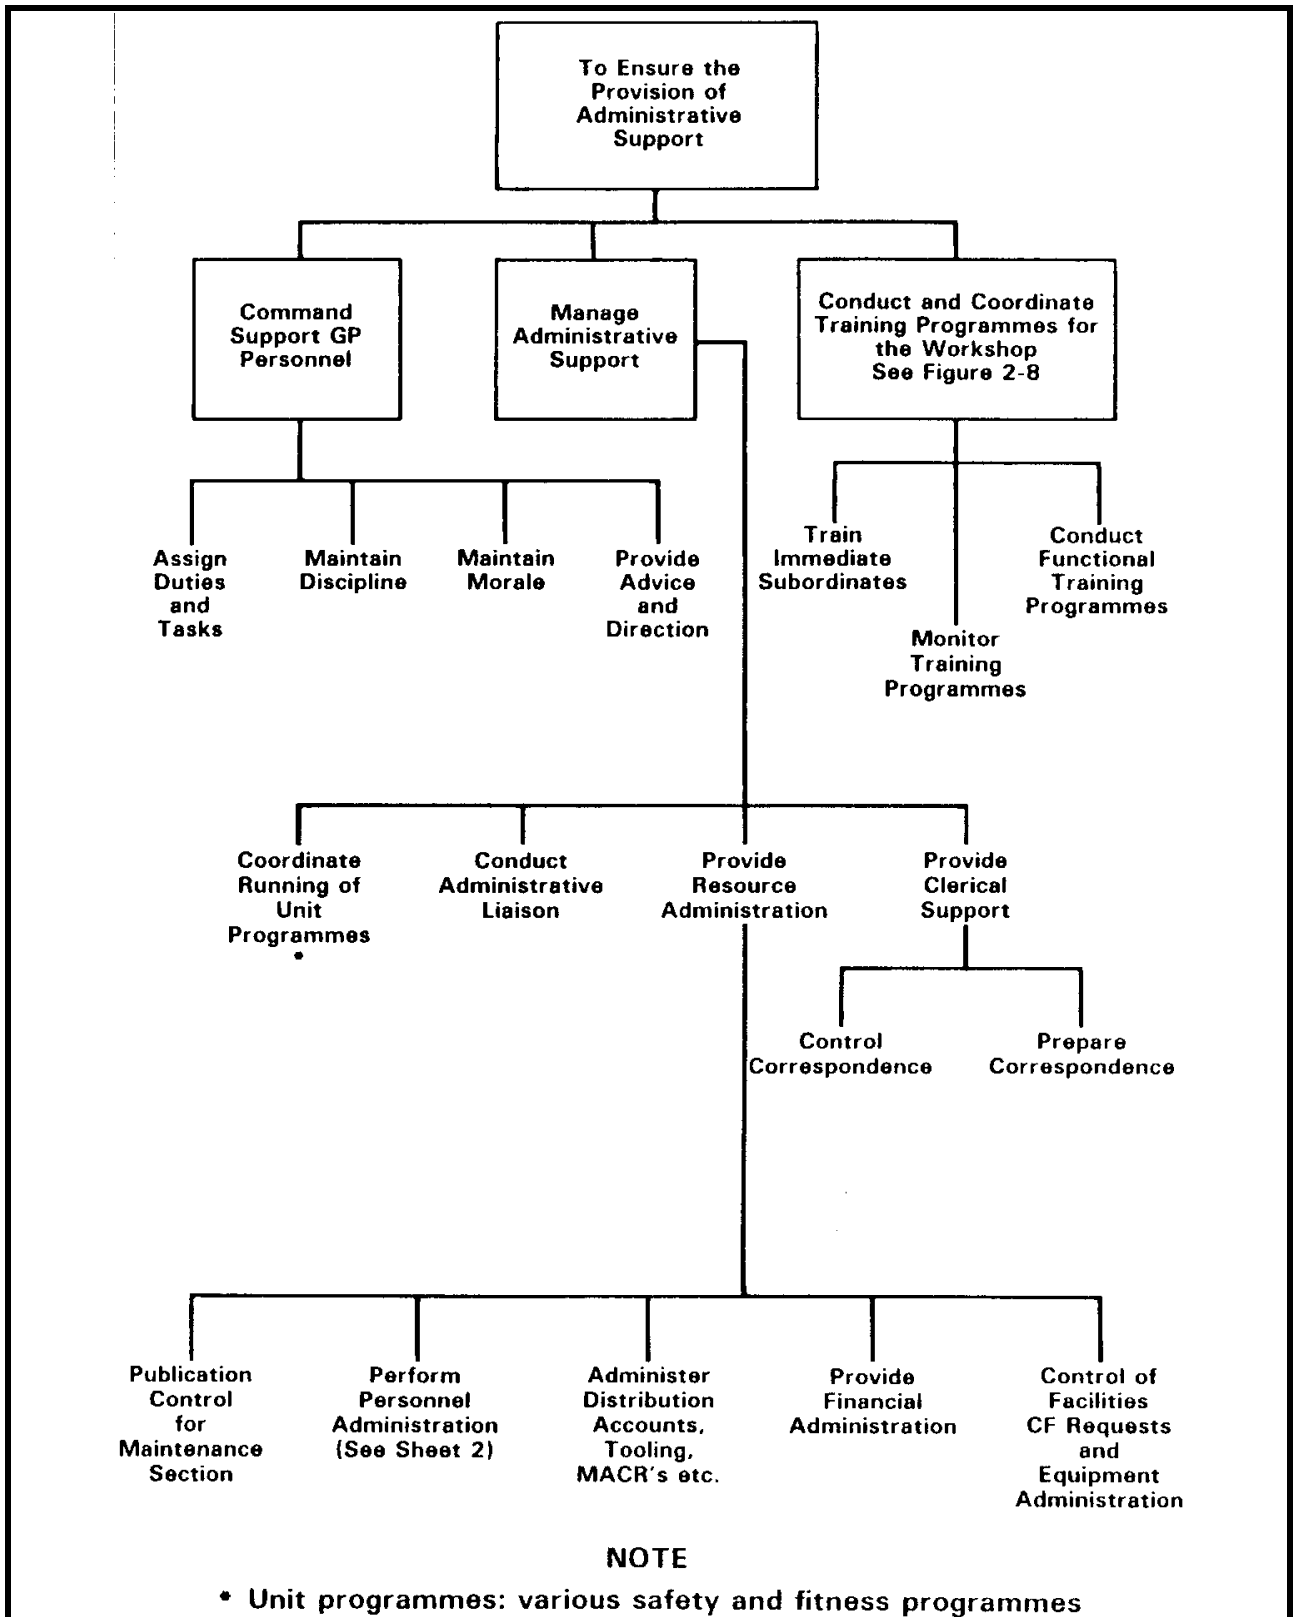 To Ensure the
Provision of
Administrative
Support
Command
Support GP
Personnel
Manage
Administrative
Support
Conduct and Coordinate
Training Programmes for
the Workshop
See Figure 2-8
Assign
Duties
and
Tasks
Maintain
Discipline
Maintain
Morale
Provide
Advice
and
Direction
Train
Immediate
Subordinates
Monitor
Training
Programmes
Conduct
Functional
Training
Programmes
Coordinate
Running of
Unit
Programmes
•
Conduct
Administrative
Liaison
Provide
Resource
Administration
Provide
Clerical
Support
Control
Correspondence
Prepare
Correspondence
Publication
Control
for
Maintenance
Section
Perform
Personnel
Administration
(See Sheet 2)
Administer
Distribution
Accounts,
Tooling,
MACR's etc.
Provide
Financial
Administration
Control of
Facilities
CF Requests
and
Equipment
Administration
NOTE
• Unit programmes: various safety and fitness programmes